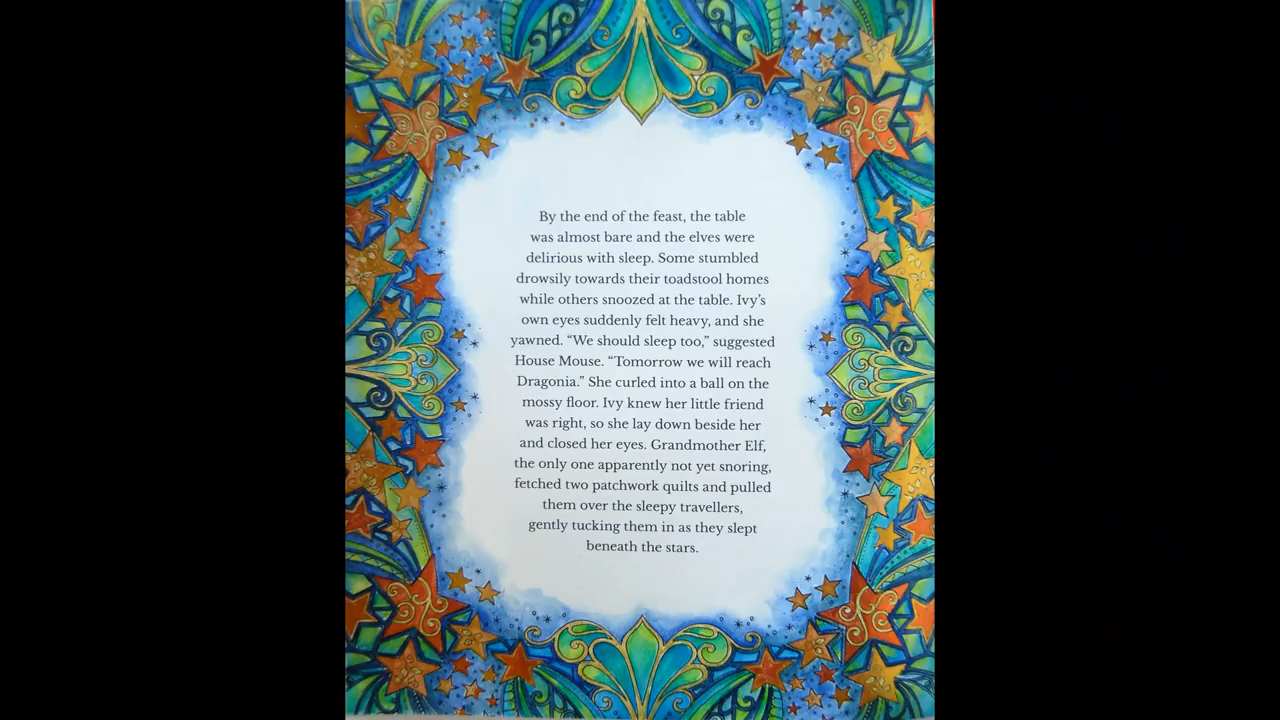 By the end of the feast, the table
was almost bare and the elves were
delirious with sleep. Some stumbled
drowsily towards their toadstool homes
while others snoozed at the table. Ivy’s
own eyes suddenly felt heavy, and she
yawned. “We should sleep too,” suggested
House Mouse. “Tomorrow we will reach
Dragonia.” She curled into a ball on the
mossy floor. Ivy knew her little friend
was right, so she lay down beside her
and closed her eyes. Grandmother Elf,
the only one apparently not yet snoring,
fetched two patchwork quilts and pulled
them over the sleepy travellers,
gently tucking them in as they slept
beneath the stars.